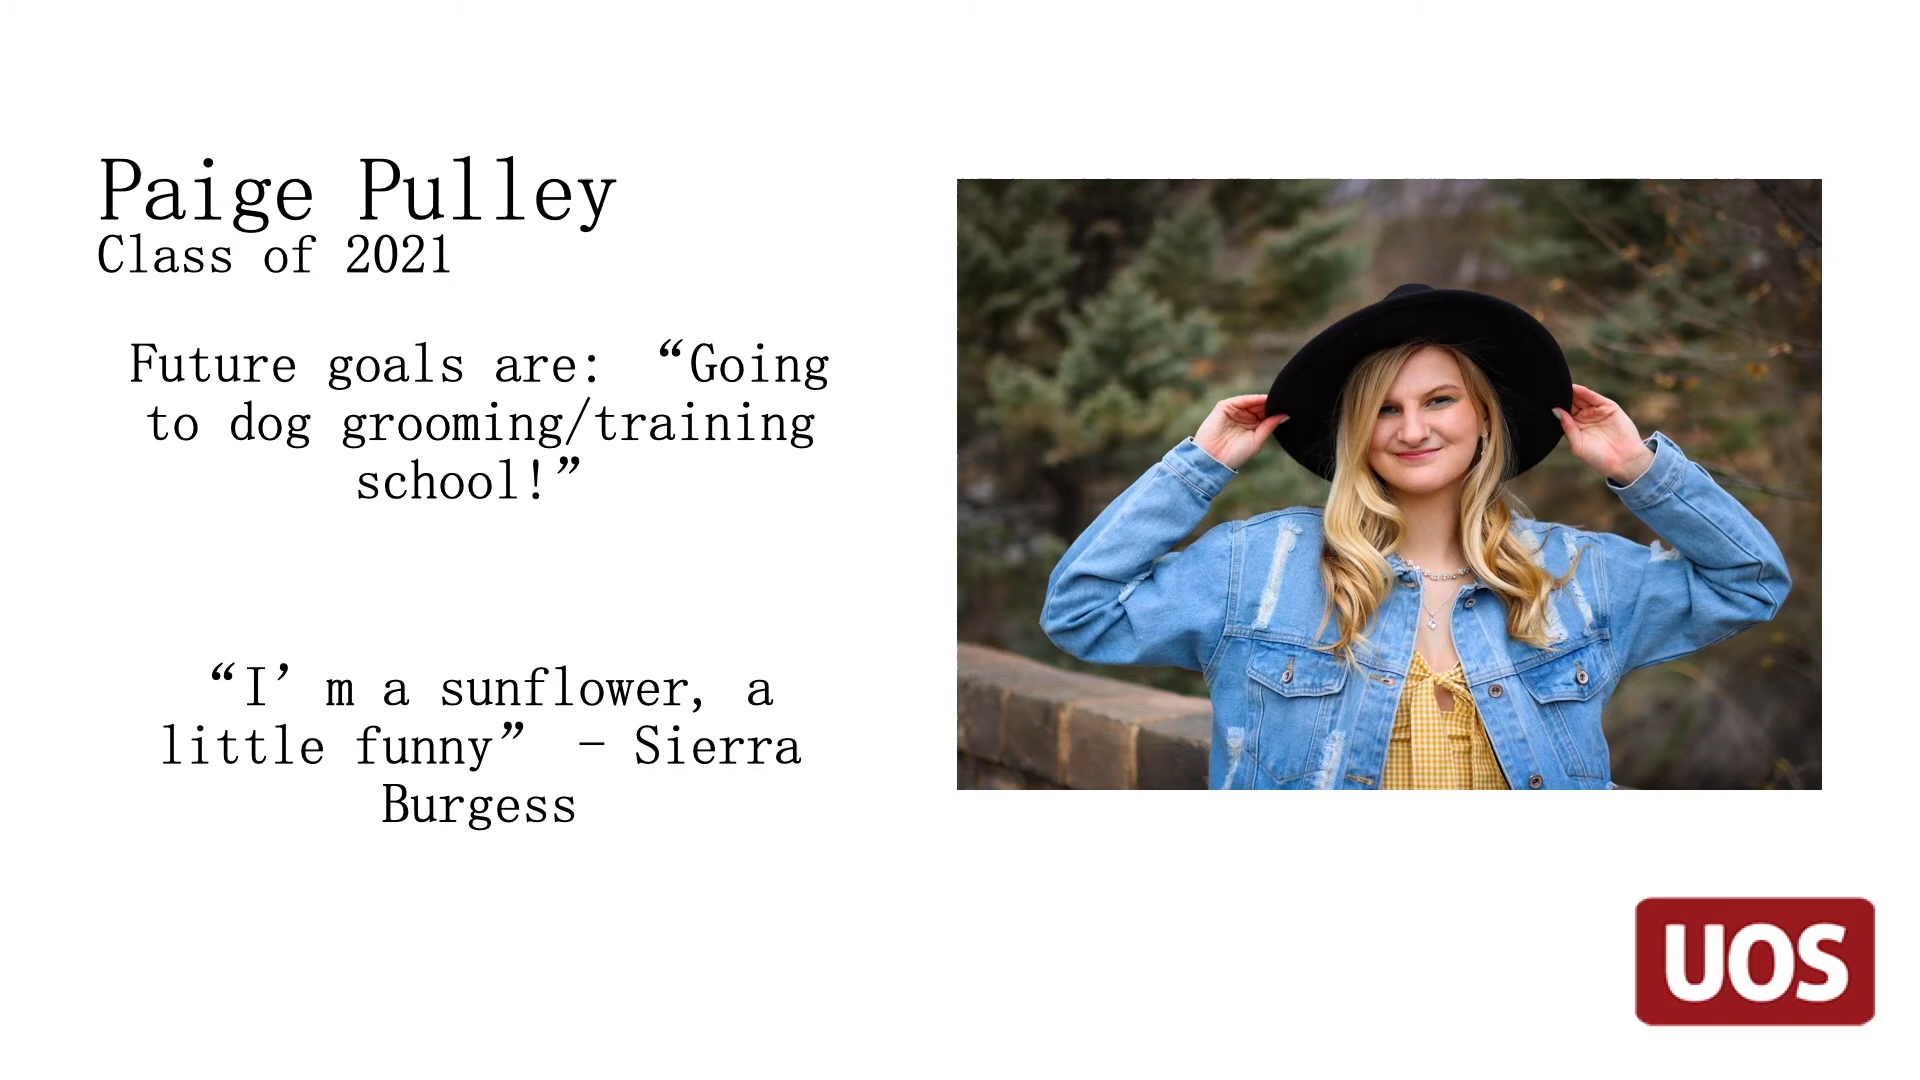 Paige Pulley
Class of 2021
Future goals are: “Going
to dog grooming/training
school!”
“I’m a sunflower, a
little funny” – Sierra
Burgess
UOS